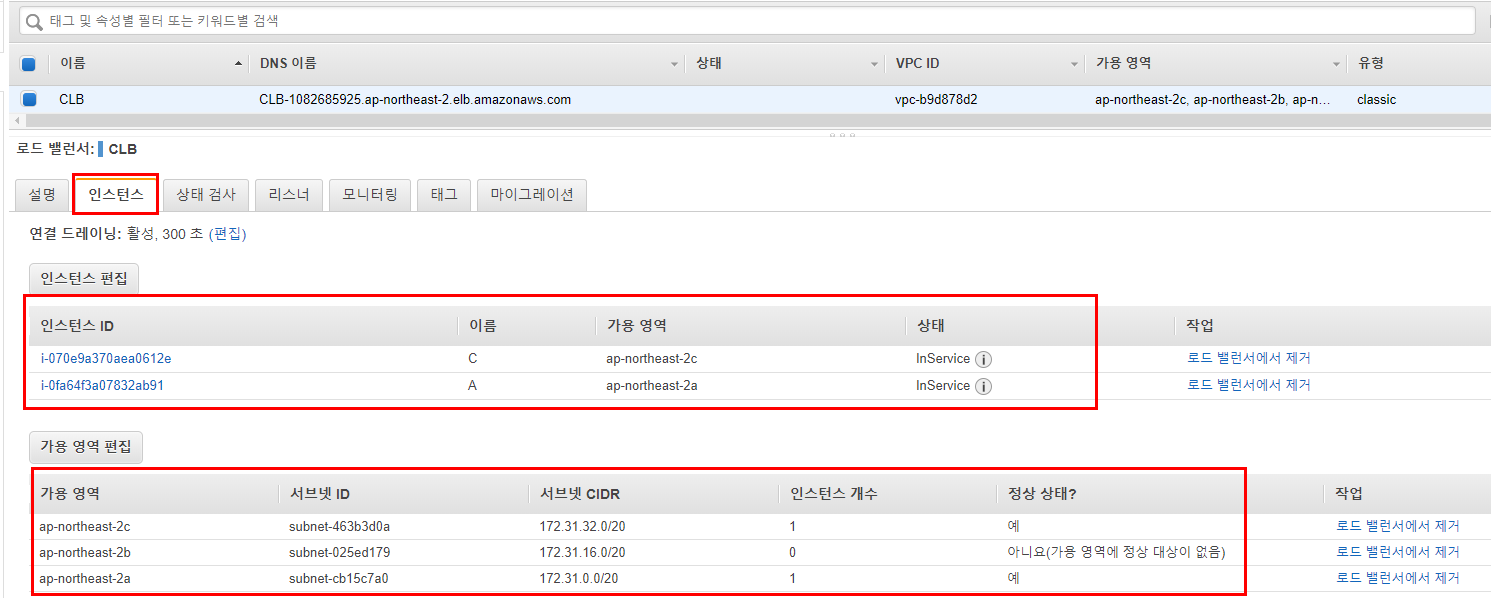 태그 및 속성별 필터 또는 키워드별 검색
이름 DNS 이름 상태 VPC ID 가용 영역 유형
CLB CLB-1082685925.ap-northeast-2.elb.amazonaws.com vpc-b9d878d2 ap-northeast-2c, ap-northeast-2b, ap-n... classic
로드 밸런서: CLB
설명 인스턴스 상태 검사 리스너 모니터링 태그 마이그레이션
연결 드레이닝: 활성, 300 초 (편집)
인스턴스 편집
인스턴스 ID 이름 가용 영역 상태 작업
i-070e9a370aea0612e C ap-northeast-2c InService i 로드 밸런서에서 제거
i-0fa64f3a07832ab91 A ap-northeast-2a InService i 로드 밸런서에서 제거
가용 영역 편집
가용 영역 서브넷 ID 서브넷 CIDR 인스턴스 개수 정상 상태? 작업
ap-northeast-2c subnet-463b3d0a 172.31.32.0/20 1 예 로드 밸런서에서 제거
ap-northeast-2b subnet-025ed179 172.31.16.0/20 0 아니요(가용 영역에 정상 대상이 없음) 로드 밸런서에서 제거
ap-northeast-2a subnet-cb15c7a0 172.31.0.0/20 1 예 로드 밸런서에서 제거